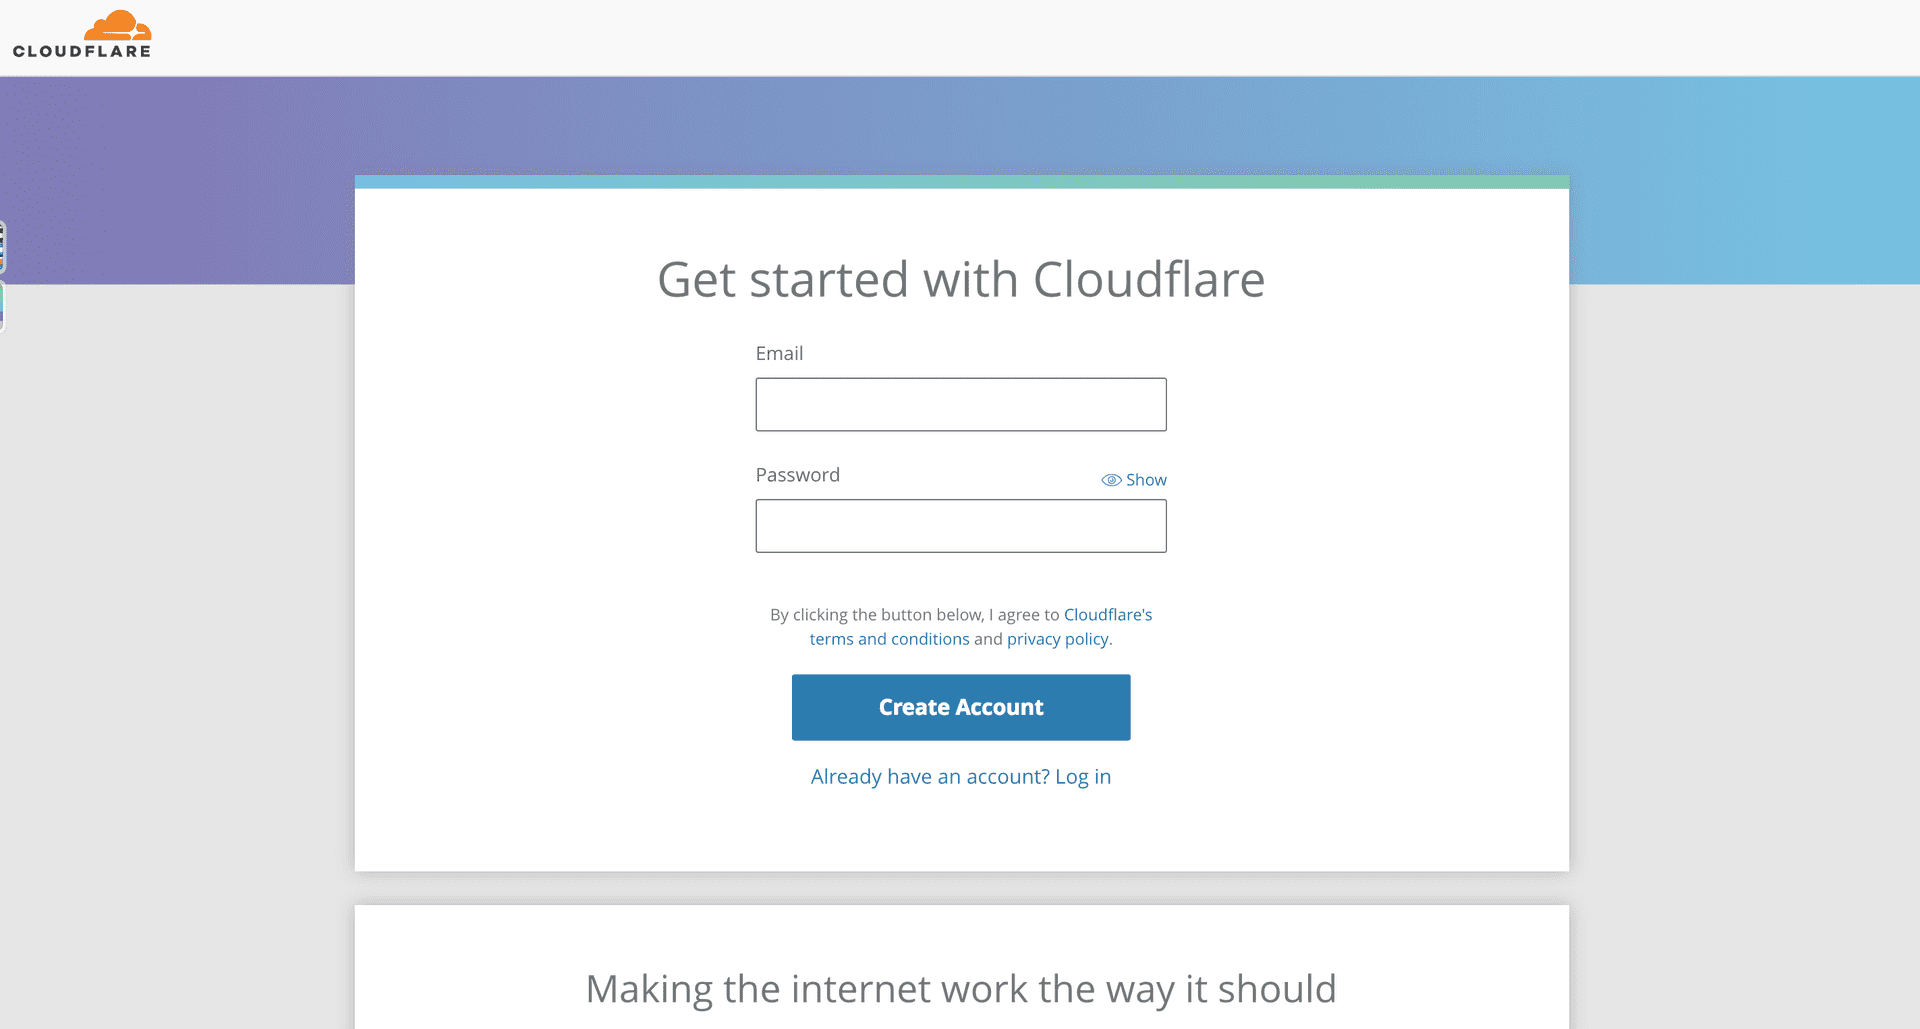 CLOUDFLARE
Get started with Cloudflare
Email
Password
Show
By clicking the button below, I agree to Cloudflare's
terms and conditions and privacy policy.
Create Account
Already have an account? Log in
Making the internet work the way it should